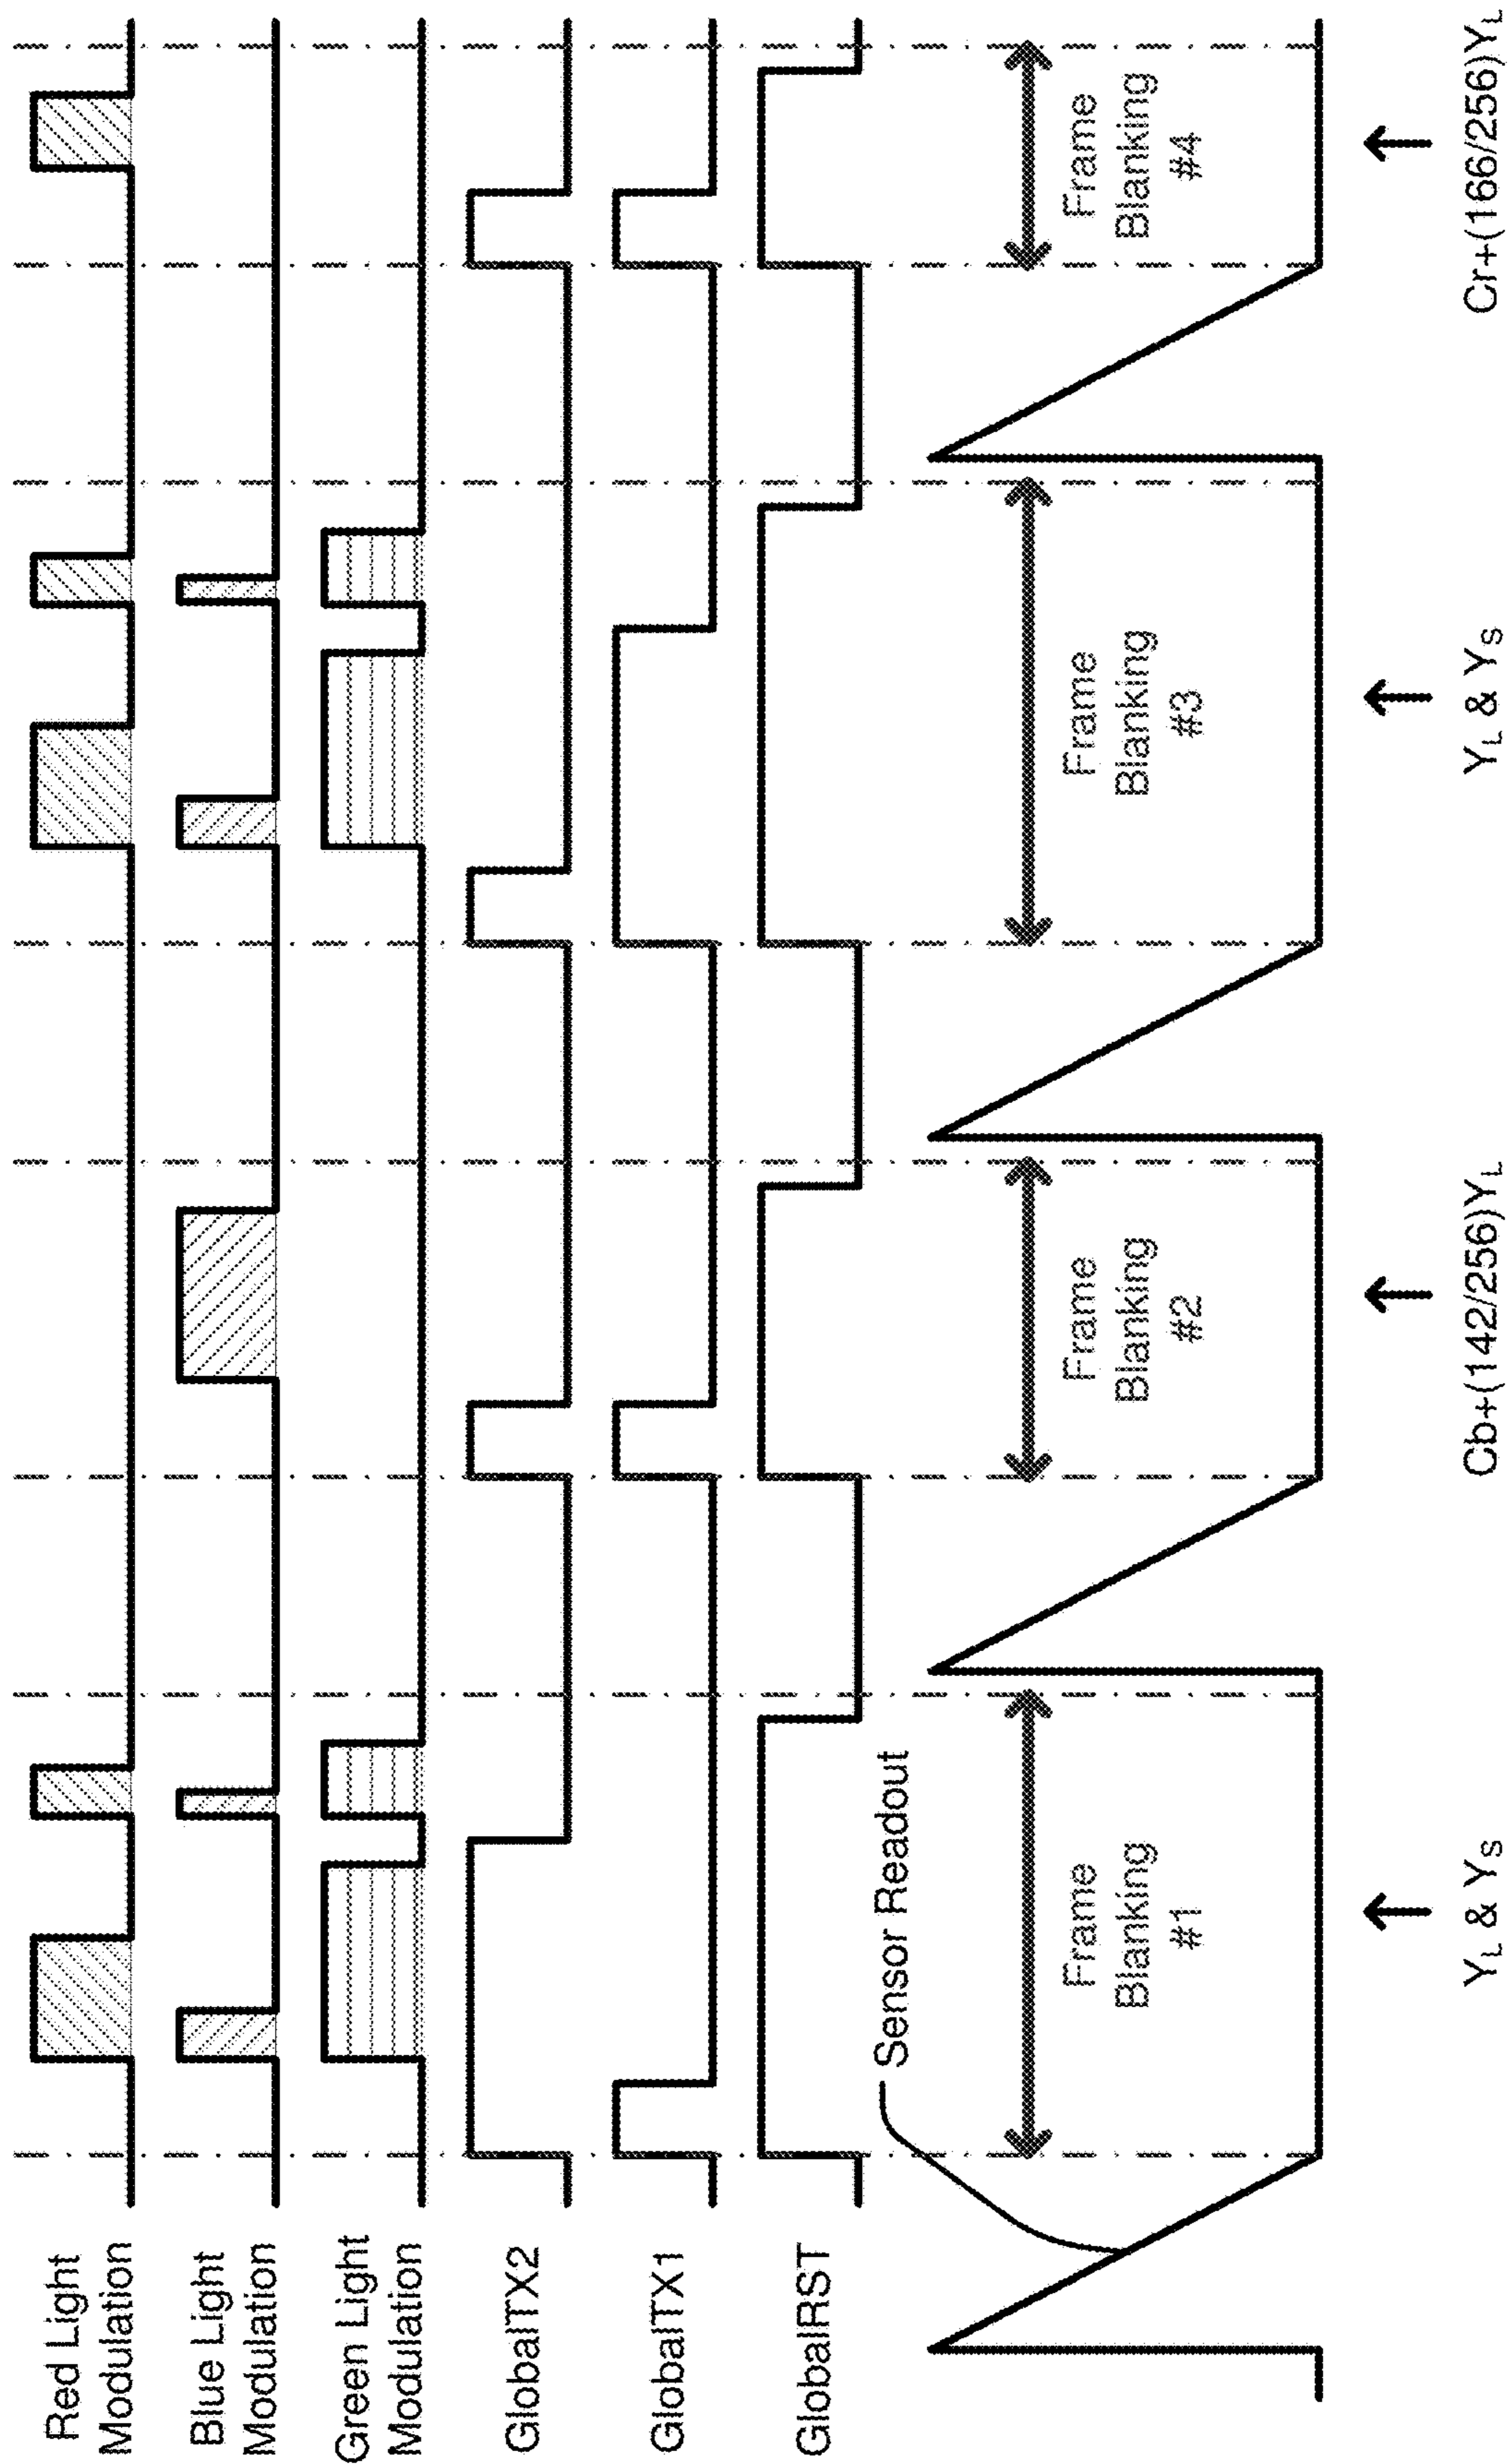 Red Light
Modulation
Blue Light
Modulation
Green Light
Modulation
GlobalTX2
GlobalTX1
GlobalRST
Sensor Readout
Frame
Blanking
#1
Frame
Blanking
#2
Frame
Blanking
#3
Frame
Blanking
#4
YL & YS
Cb+(142/256)YL
YL & YS
Cr+(166/256)YL